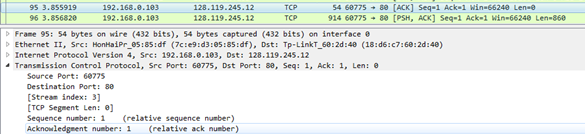 95 3.855919 192.168.0.103 128.119.245.12 TCP 54 60775 → 80 [ACK] Seq=1 Ack=1 Win=66240 Len=0
96 3.856820 192.168.0.103 128.119.245.12 TCP 914 60775 → 80 [PSH, ACK] Seq=1 Ack=1 Win=66240 Len=860
Frame 95: 54 bytes on wire (432 bits), 54 bytes captured (432 bits) on interface 0
Ethernet II, Src: HonHaiPr_05:85:df (7c:e9:d3:05:85:df), Dst: Tp-LinkT_60:2d:40 (18:d6:c7:60:2d:40)
Internet Protocol Version 4, Src: 192.168.0.103, Dst: 128.119.245.12
Transmission Control Protocol, Src Port: 60775, Dst Port: 80, Seq: 1, Ack: 1, Len: 0
Source Port: 60775
Destination Port: 80
[Stream index: 3]
[TCP Segment Len: 0]
Sequence number: 1 (relative sequence number)
Acknowledgment number: 1 (relative ack number)